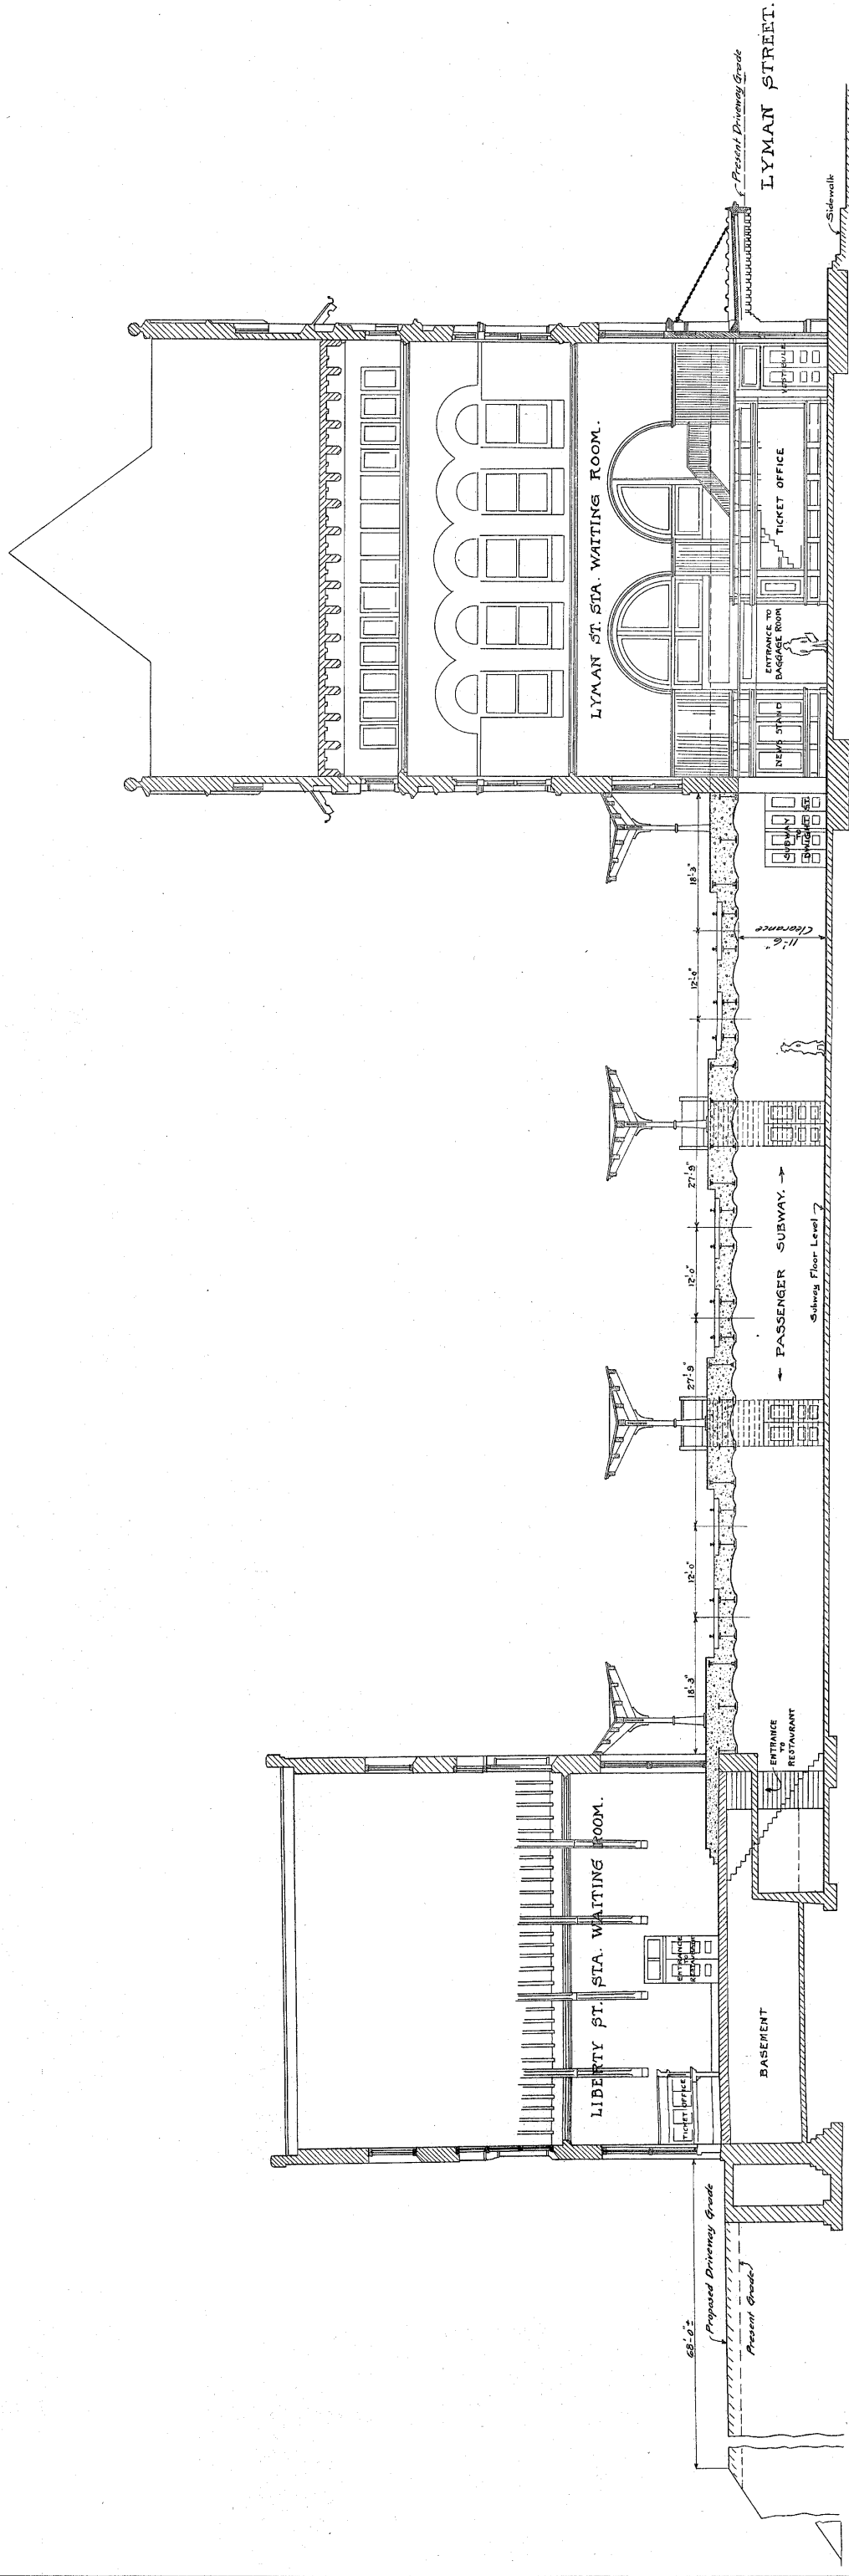 68'-0"±
Proposed Driveway Grade
Present Grade
LIBERTY ST. STA. WAITING ROOM.
TICKET OFFICE
ENTRANCE
TO
RESTAURANT
BASEMENT
ENTRANCE
TO
RESTAURANT
18'-3"
12'-0"
27'-9"
12'-0"
27'-9"
12'-0"
18'-3"
← PASSENGER SUBWAY. →
Subway Floor Level
11'-6"
Clearance
SUBWAY
TO
DWIGHT ST.
LYMAN ST. STA. WAITING ROOM.
NEWS STAND
ENTRANCE TO
BAGGAGE ROOM
TICKET OFFICE
VESTIBULE
Present Driveway Grade
LYMAN STREET.
Sidewalk